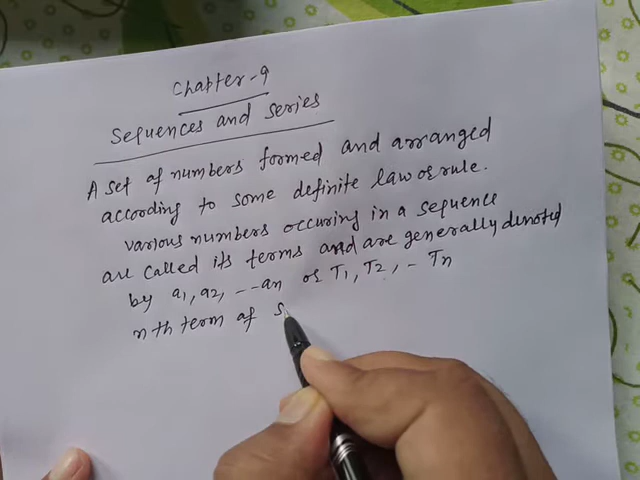 Chapter-9
Sequences and series
A set of numbers formed and arranged
according to some definite law or rule.
various numbers occuring in a sequence
are called its terms and are generally denoted
by a1, a2, -- an or T1, T2, - Tn
nth term of s